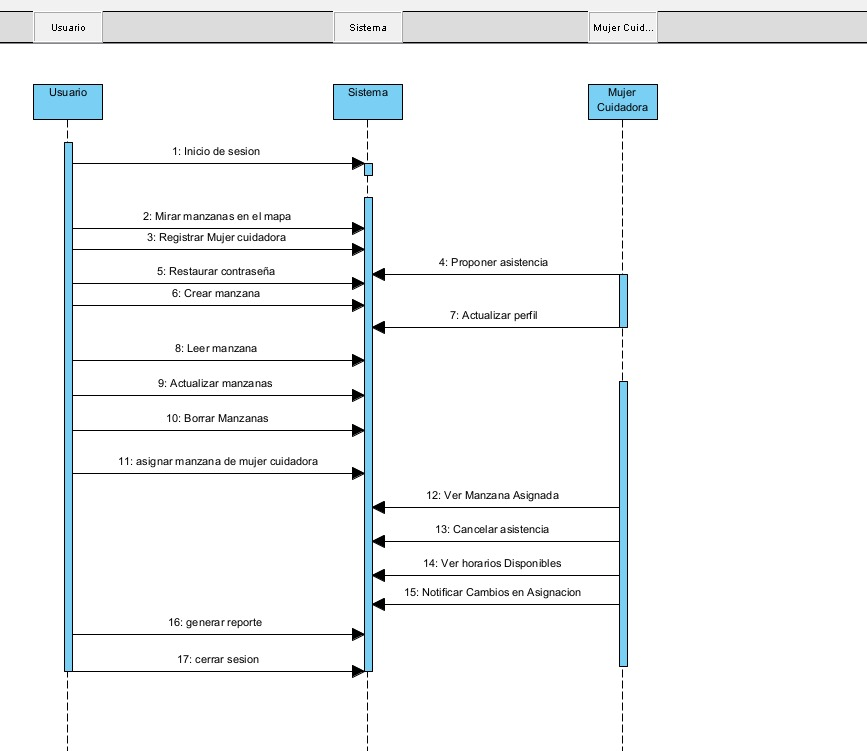 Usuario
Sistema
Mujer Cuid...
Usuario
Sistema
Mujer
Cuidadora
1: Inicio de sesion
2: Mirar manzanas en el mapa
3: Registrar Mujer cuidadora
4: Proponer asistencia
5: Restaurar contraseña
6: Crear manzana
7: Actualizar perfil
8: Leer manzana
9: Actualizar manzanas
10: Borrar Manzanas
11: asignar manzana de mujer cuidadora
12: Ver Manzana Asignada
13: Cancelar asistencia
14: Ver horarios Disponibles
15: Notificar Cambios en Asignacion
16: generar reporte
17: cerrar sesion